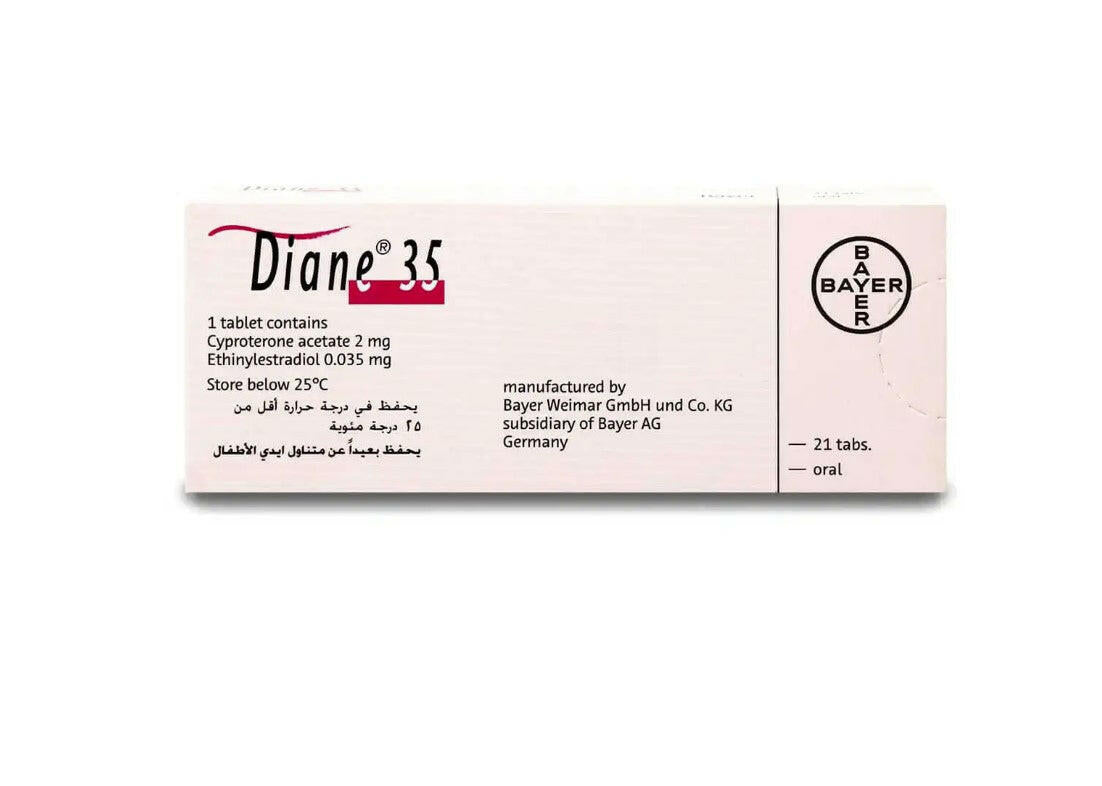 Diane® 35
1 tablet contains
Cyproterone acetate 2 mg
Ethinylestradiol 0.035 mg
Store below 25°C
يحفظ في درجة حرارة أقل من
٢٥ درجة مئوية
يحفظ بعيداً عن متناول ايدي الأطفال
manufactured by
Bayer Weimar GmbH und Co. KG
subsidiary of Bayer AG
Germany
BAYER
BAYER
— 21 tabs.
— oral